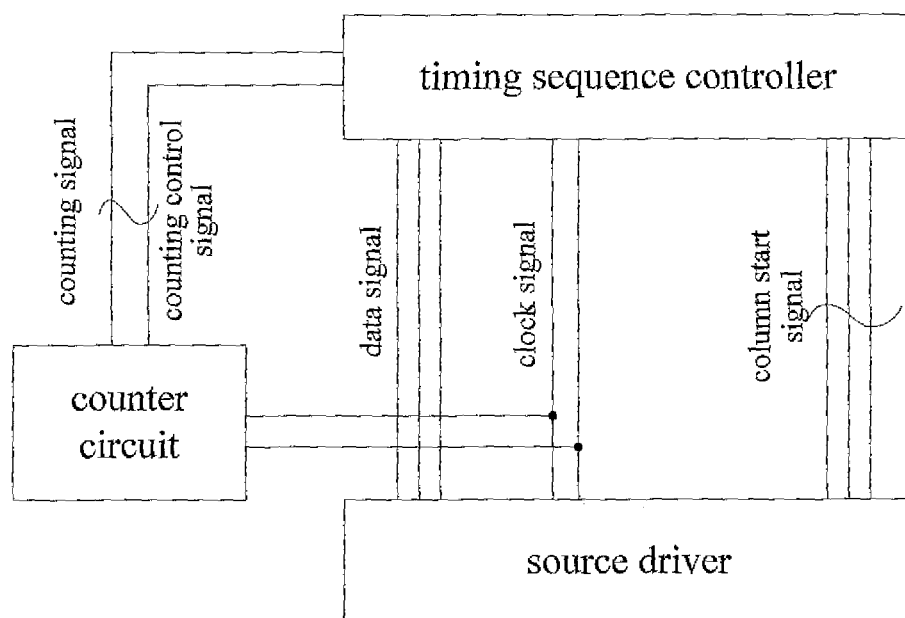 timing sequence controller
counting signal
counting control
signal
data signal
clock signal
column start
signal
counter
circuit
source driver